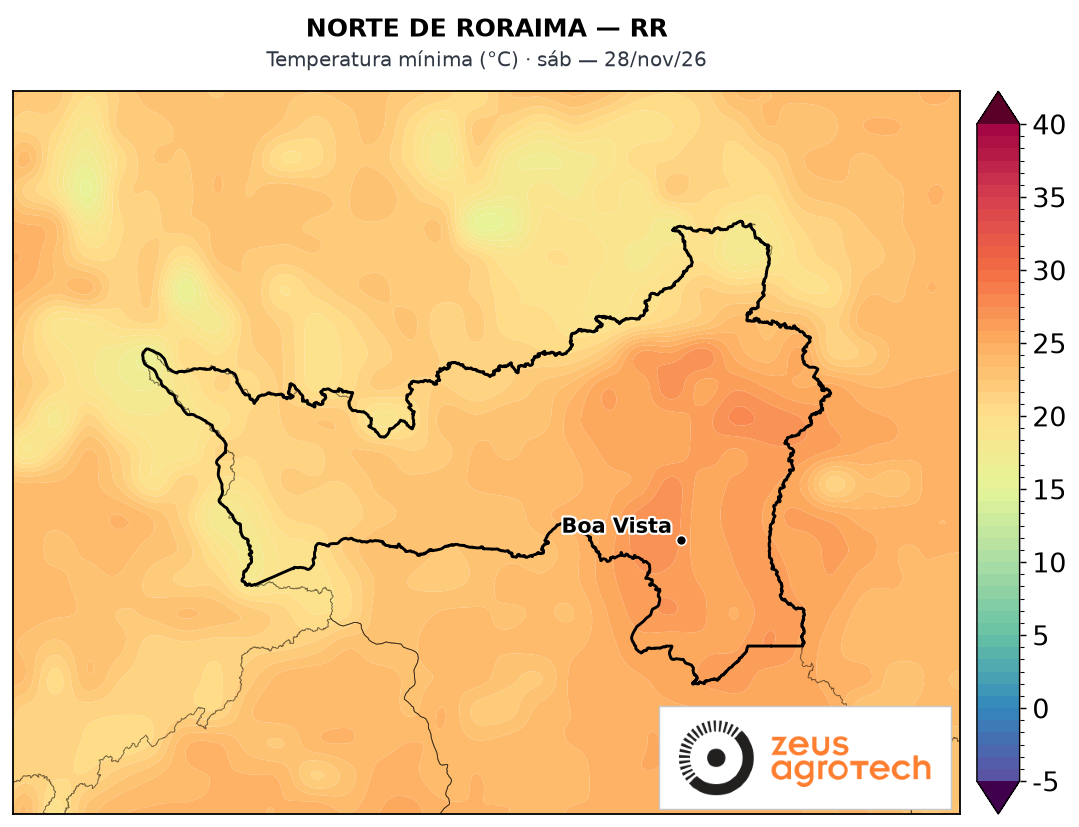 NORTE DE RORAIMA — RR
Temperatura mínima (°C) · sáb — 28/nov/26
40
35
30
25
20
15
10
5
0
-5
Boa Vista
zeus
agrotech